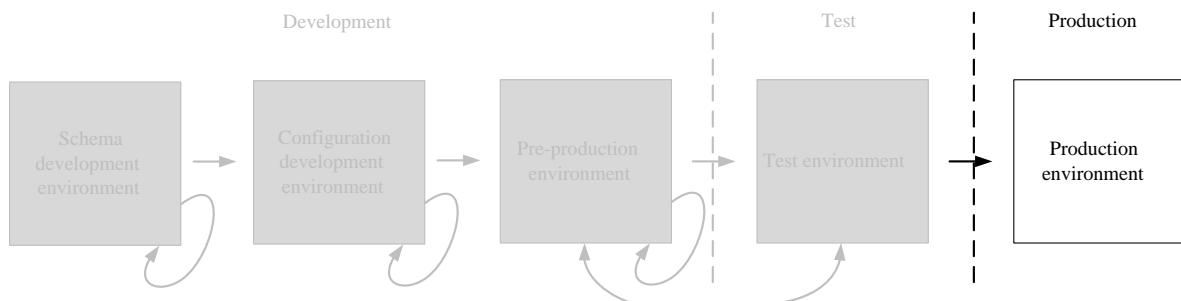 Development
Test
Production
Schema
development
environment
Configuration
development
environment
Pre-production
environment
Test environment
Production
environment